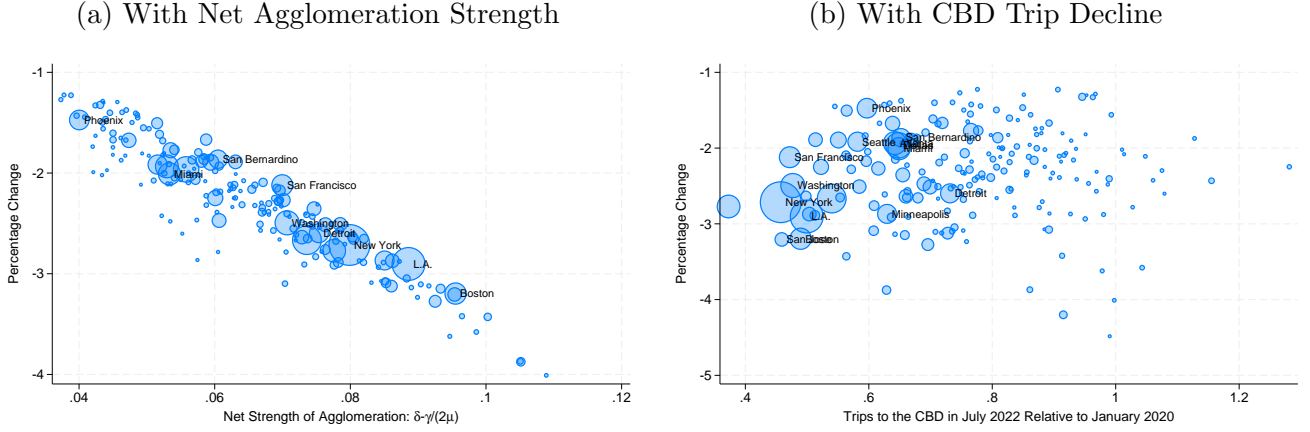 (a) With Net Agglomeration Strength
-1
-2
-3
-4
Percentage Change
Phoenix
San Bernardino
Miami
San Francisco
Washington
Detroit
New York
L.A.
Boston
.04
.06
.08
.1
.12
Net Strength of Agglomeration: δ-γ/(2μ)
(b) With CBD Trip Decline
-1
-2
-3
-4
-5
Percentage Change
Phoenix
San Bernardino
Seattle
Miami
San Francisco
Washington
Detroit
New York
Minneapolis
L.A.
San Jose
Boston
.4
.6
.8
1
1.2
Trips to the CBD in July 2022 Relative to January 2020